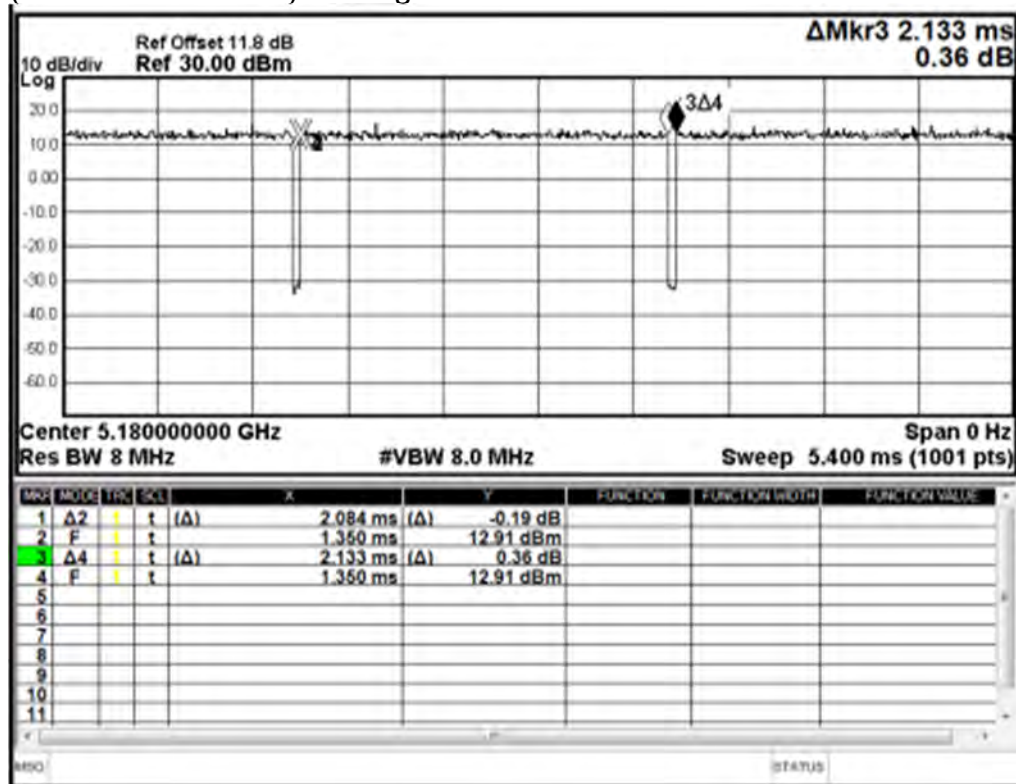 ΔMkr3 2.133 ms
0.36 dB
Ref Offset 11.8 dB
Ref 30.00 dBm
10 dB/div
Log
20.0
10.0
0.00
-10.0
-20.0
-30.0
-40.0
-50.0
-60.0
3Δ4
Center 5.180000000 GHz
Span 0 Hz
Res BW 8 MHz
#VBW 8.0 MHz
Sweep 5.400 ms (1001 pts)
MKR MODE TRC SCL X Y FUNCTION FUNCTION WIDTH FUNCTION VALUE
1 Δ2 1 t (Δ) 2.084 ms (Δ) -0.19 dB
2 F 1 t 1.350 ms 12.91 dBm
3 Δ4 1 t (Δ) 2.133 ms (Δ) 0.36 dB
4 F 1 t 1.350 ms 12.91 dBm
5
6
7
8
9
10
11
MSG
STATUS